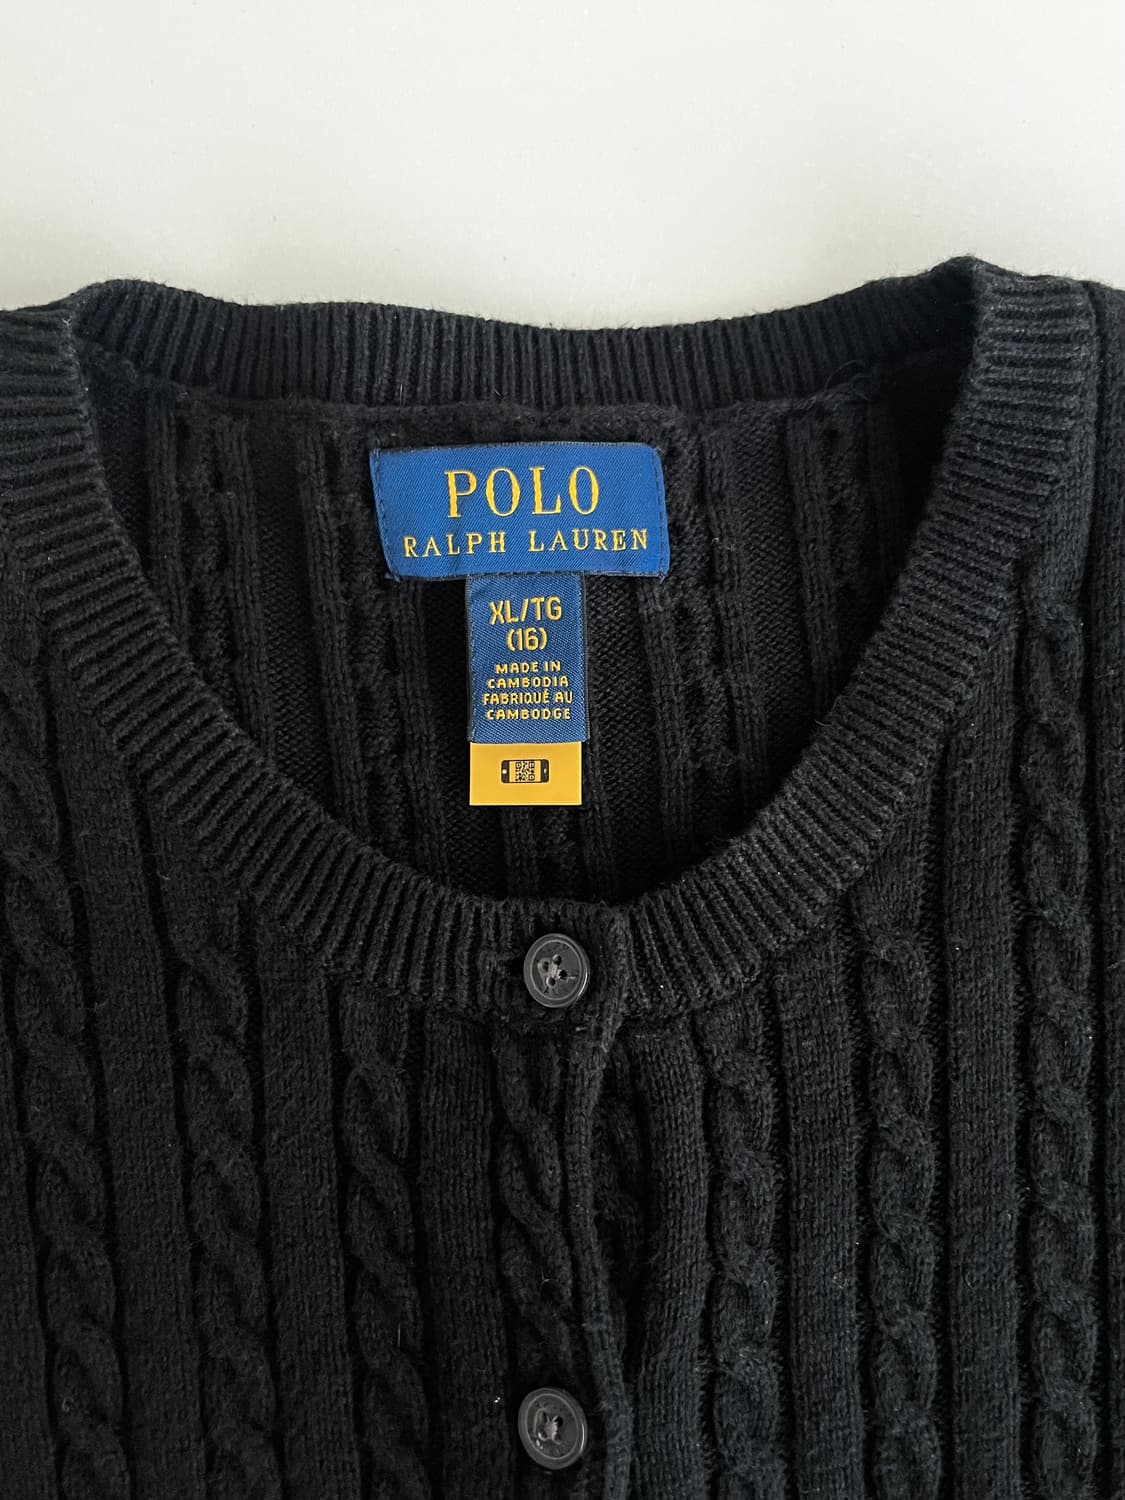 POLO
RALPH LAUREN
XL/TG
(16)
MADE IN
CAMBODIA
FABRIQUÉ AU
CAMBODGE